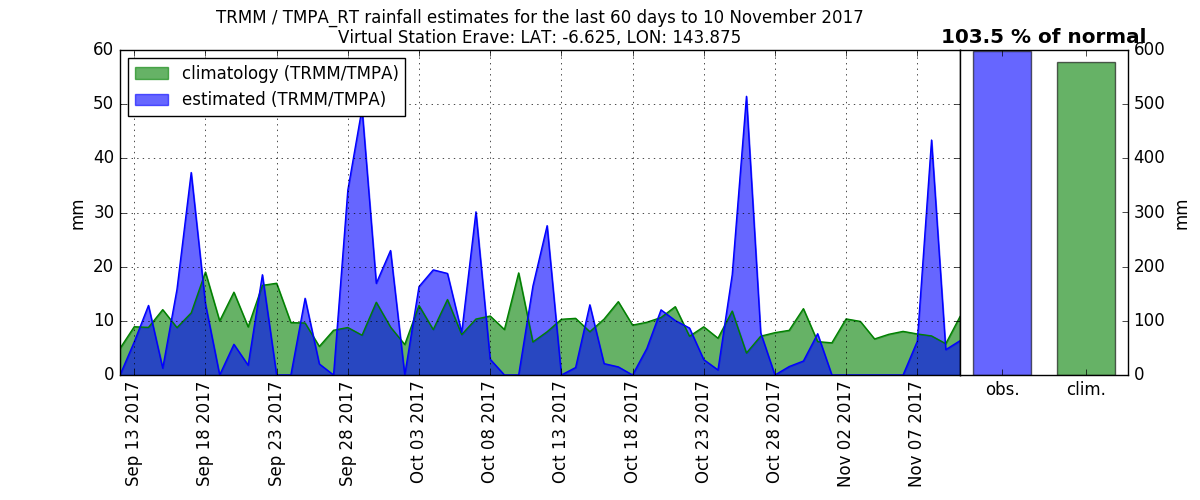 TRMM / TMPA_RT rainfall estimates for the last 60 days to 10 November 2017
Virtual Station Erave: LAT: -6.625, LON: 143.875
103.5 % of normal
climatology (TRMM/TMPA)
estimated (TRMM/TMPA)
60
50
40
30
20
10
0
mm
600
500
400
300
200
100
0
mm
Sep 13 2017
Sep 18 2017
Sep 23 2017
Sep 28 2017
Oct 03 2017
Oct 08 2017
Oct 13 2017
Oct 18 2017
Oct 23 2017
Oct 28 2017
Nov 02 2017
Nov 07 2017
obs.
clim.